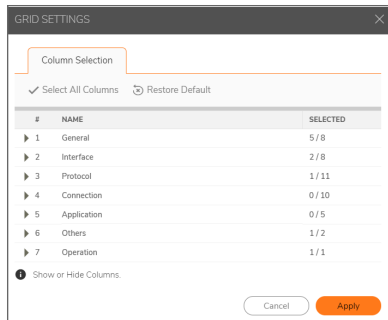 GRID SETTINGS
Column Selection
Select All Columns Restore Default
# NAME SELECTED
1 General 5 / 8
2 Interface 2 / 8
3 Protocol 1 / 11
4 Connection 0 / 10
5 Application 0 / 5
6 Others 1 / 2
7 Operation 1 / 1
Show or Hide Columns.
Cancel Apply